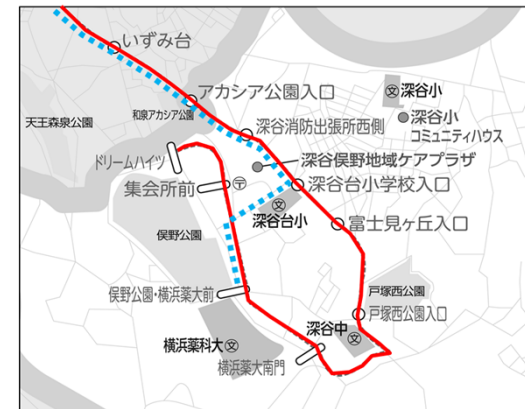 いずみ台
アカシア公園入口
深谷小
天王森泉公園
和泉アカシア公園
深谷小
コミュニティハウス
深谷消防出張所西側
ドリームハイツ
深谷俣野地域ケアプラザ
集会所前
深谷台小学校入口
深谷台小
富士見ヶ丘入口
俣野公園
俣野公園・横浜薬大前
戸塚西公園
戸塚西公園入口
深谷中
横浜薬科大
横浜薬大南門